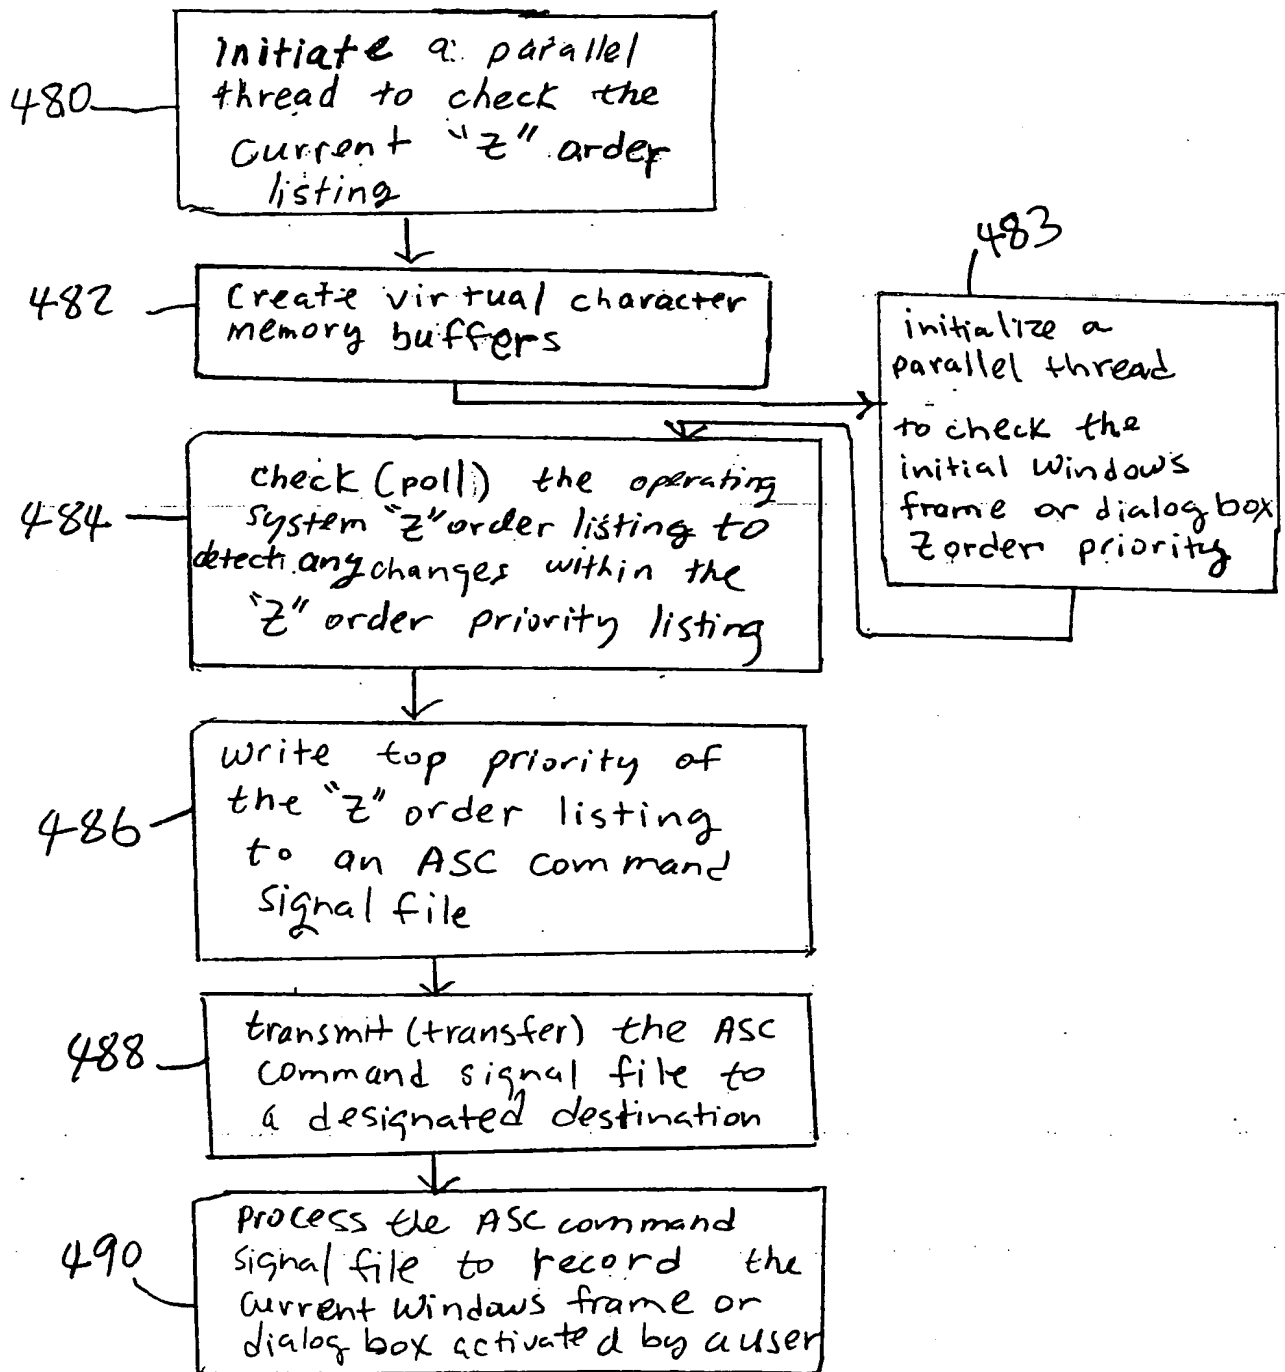 480
initiate a parallel
thread to check the
current "Z" order
listing
482
Create virtual character
memory buffers
483
initialize a
parallel thread
to check the
initial Windows
frame or dialog box
Z order priority
484
check (poll) the operating
system "Z" order listing to
detect any changes within the
"Z" order priority listing
486
write top priority of
the "Z" order listing
to an ASC command
signal file
488
transmit (transfer) the ASC
command signal file to
a designated destination
490
process the ASC command
signal file to record the
current Windows frame or
dialog box activated by a user